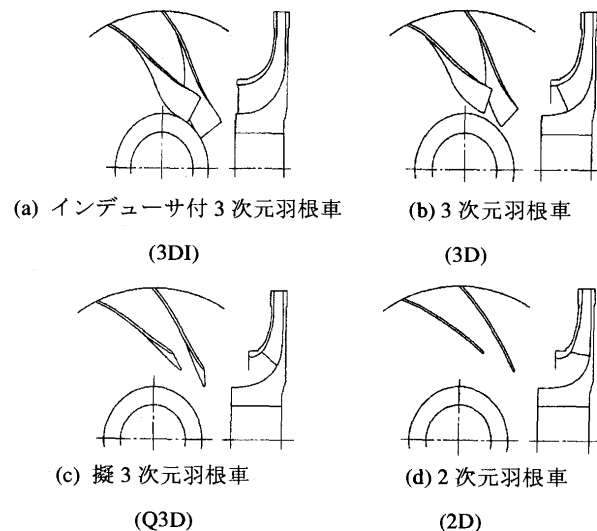 (a) インデューサ付 3 次元羽根車
(3DI)
(b) 3 次元羽根車
(3D)
(c) 擬 3 次元羽根車
(Q3D)
(d) 2 次元羽根車
(2D)